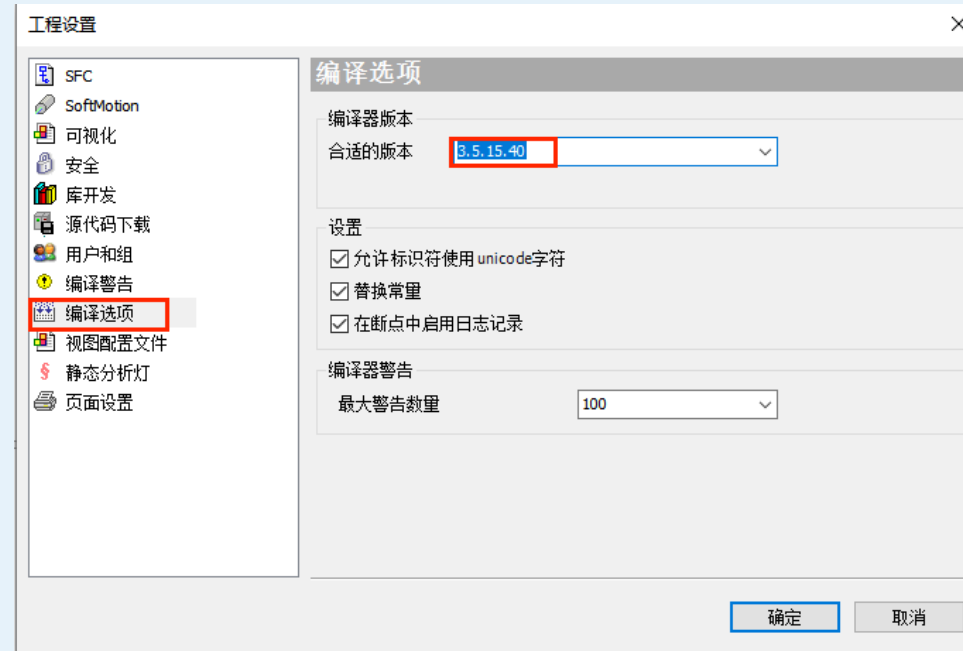 工程设置
SFC
SoftMotion
可视化
安全
库开发
源代码下载
用户和组
编译警告
编译选项
视图配置文件
静态分析灯
页面设置
编译选项
编译器版本
合适的版本 3.5.15.40
设置
允许标识符使用unicode字符
替换常量
在断点中启用日志记录
编译器警告
最大警告数量 100
确定 取消